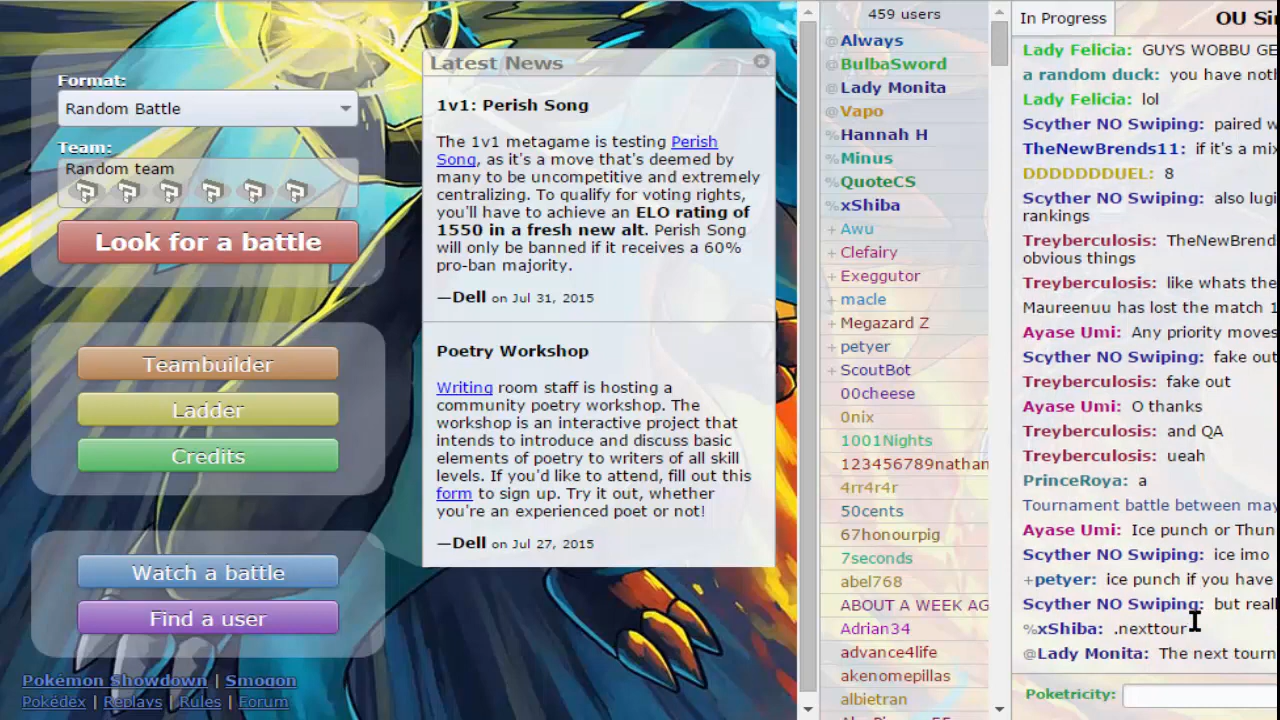 Format:
Random Battle
Team:
Random team
Look for a battle
Teambuilder
Ladder
Credits
Watch a battle
Find a user
Pokémon Showdown | Smogon
Pokédex | Replays | Rules | Forum
Latest News
1v1: Perish Song
The 1v1 metagame is testing Perish
Song, as it's a move that's deemed by
many to be uncompetitive and extremely
centralizing. To qualify for voting rights,
you'll have to achieve an ELO rating of
1550 in a fresh new alt. Perish Song
will only be banned if it receives a 60%
pro-ban majority.
—Dell on Jul 31, 2015
Poetry Workshop
Writing room staff is hosting a
community poetry workshop. The
workshop is an interactive project that
intends to introduce and discuss basic
elements of poetry to writers of all skill
levels. If you'd like to attend, fill out this
form to sign up. Try it out, whether
you're an experienced poet or not!
—Dell on Jul 27, 2015
459 users
@Always
@BulbaSword
@Lady Monita
@Vapo
%Hannah H
%Minus
%QuoteCS
%xShiba
+Awu
+Clefairy
+Exeggutor
+macle
+Megazard Z
+petyer
+ScoutBot
00cheese
0nix
1001Nights
123456789nathan
4rr4r4r
50cents
67honourpig
7seconds
abel768
ABOUT A WEEK AG
Adrian34
advance4life
akenomepillas
albietran
In Progress
OU Si
Lady Felicia: GUYS WOBBU GE
a random duck: you have not
Lady Felicia: lol
Scyther NO Swiping: paired w
TheNewBrends11: if it's a mix
DDDDDDDUEL: 8
Scyther NO Swiping: also lugi
rankings
Treyberculosis: TheNewBrend
obvious things
Treyberculosis: like whats the
Maureenuu has lost the match 1
Ayase Umi: Any priority moves
Scyther NO Swiping: fake out
Treyberculosis: fake out
Ayase Umi: O thanks
Treyberculosis: and QA
Treyberculosis: ueah
PrinceRoya: a
Tournament battle between may
Ayase Umi: Ice punch or Thun
Scyther NO Swiping: ice imo
+petyer: ice punch if you have
Scyther NO Swiping: but reall
%xShiba: .nexttour
@Lady Monita: The next tourn
Poketricity: